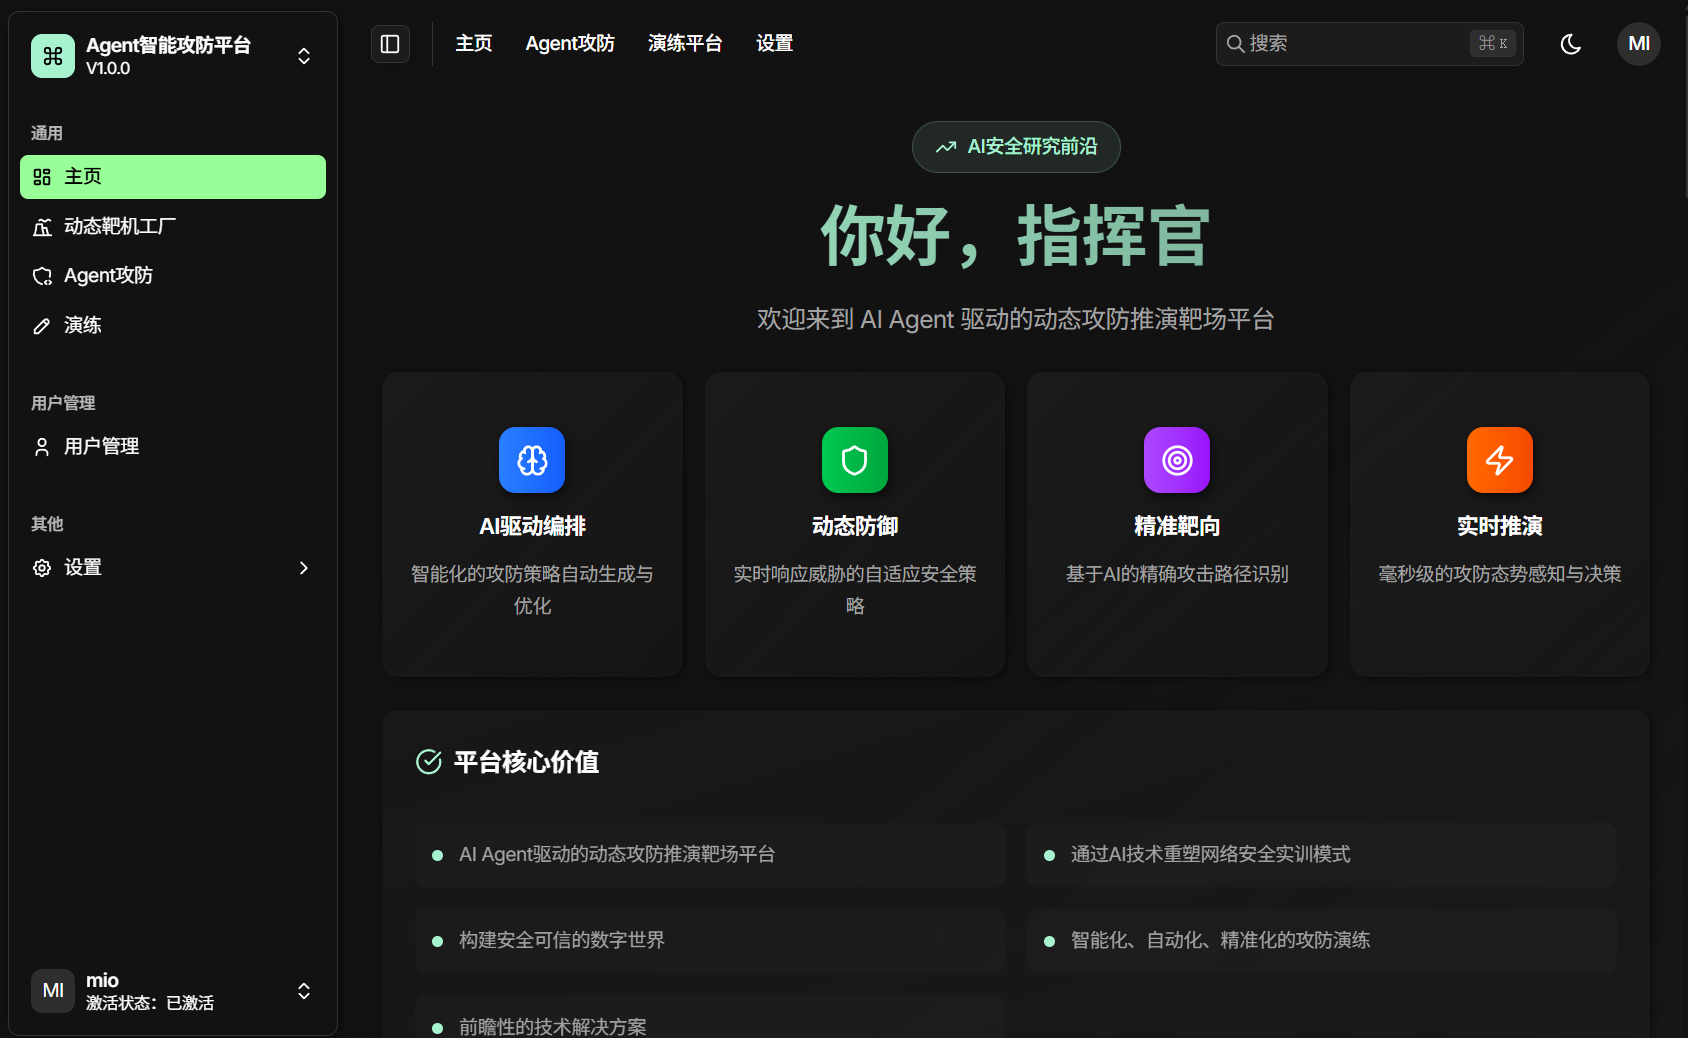 Agent智能攻防平台
V1.0.0
通用
主页
动态靶机工厂
Agent攻防
演练
用户管理
用户管理
其他
设置
MI
mio
激活状态：已激活
主页 Agent攻防 演练平台 设置
搜索 ⌘ K
MI
AI安全研究前沿
你好，指挥官
欢迎来到 AI Agent 驱动的动态攻防推演靶场平台
AI驱动编排
智能化的攻防策略自动生成与
优化
动态防御
实时响应威胁的自适应安全策
略
精准靶向
基于AI的精确攻击路径识别
实时推演
毫秒级的攻防态势感知与决策
平台核心价值
AI Agent驱动的动态攻防推演靶场平台
通过AI技术重塑网络安全实训模式
构建安全可信的数字世界
智能化、自动化、精准化的攻防演练
前瞻性的技术解决方案